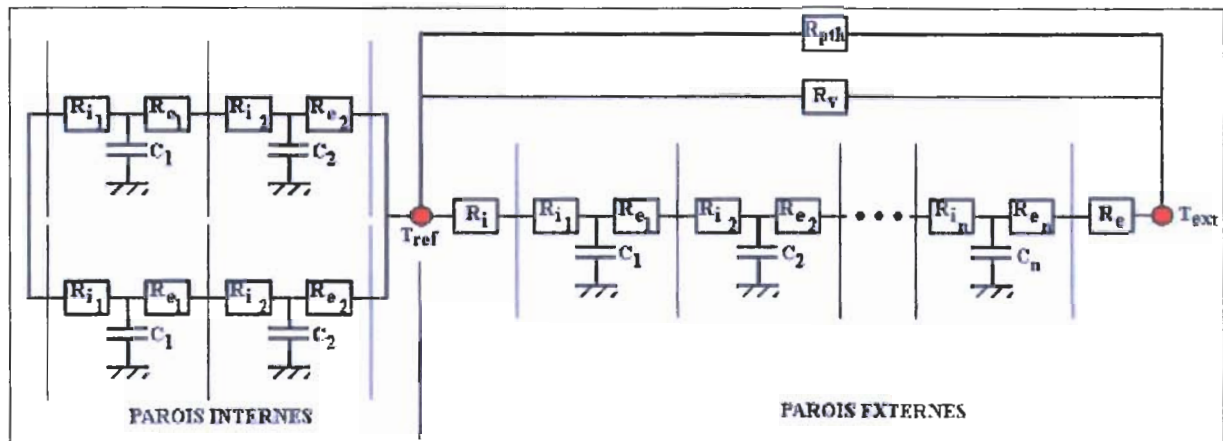 Rpth
Rv
Ri1 Re1 Ri2 Re2
C1 C2
Tref Ri Ri1 Re1 Ri2 Re2 ••• Rin Ren Re Text
C1 C2 Cn
Ri1 Re1 Ri2 Re2
C1 C2
PAROIS INTERNES PAROIS EXTERNES